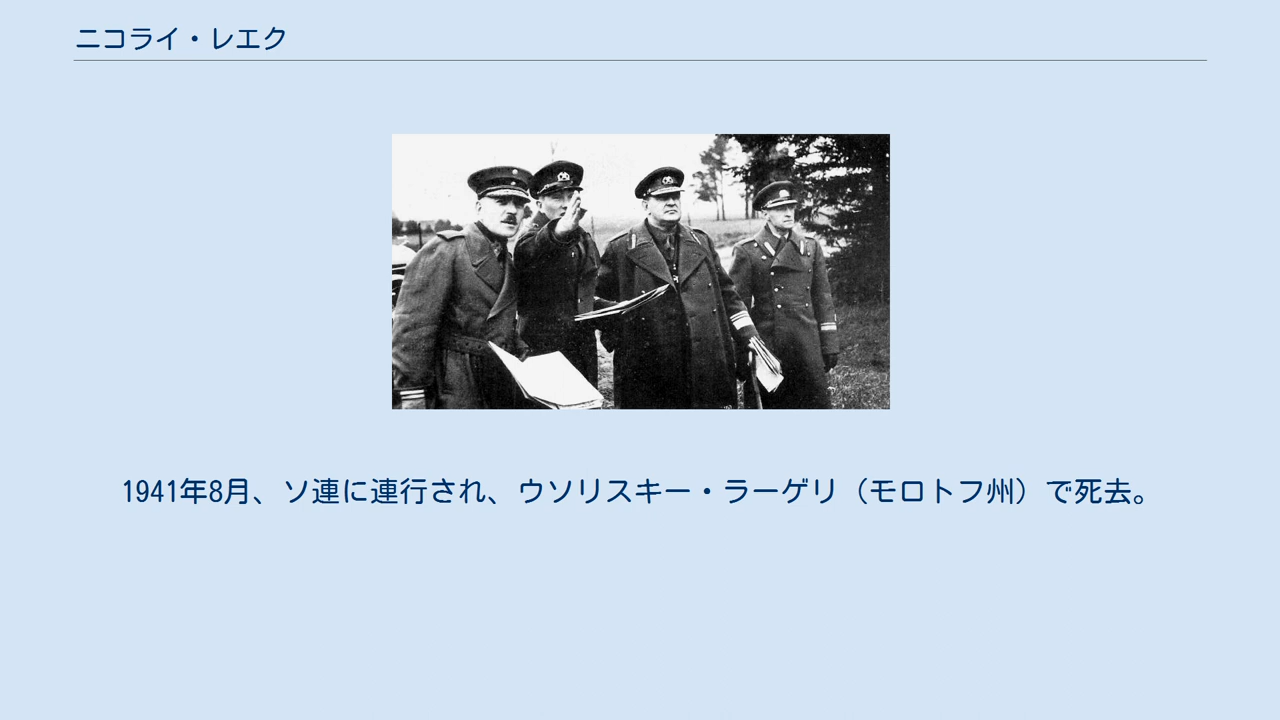 ニコライ・レエク
1941年8月、ソ連に連行され、ウソリスキー・ラーゲリ（モロトフ州）で死去。